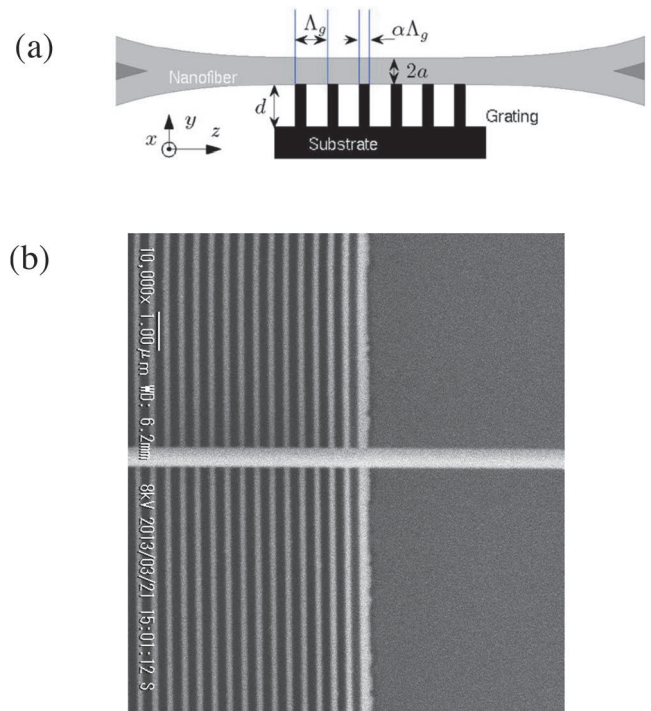 (a)
Λg
αΛg
Nanofiber
2a
d
Grating
y
x
z
Substrate
(b)
10,000x 1.00μm WD: 6.2mm 8kV 2013/03/21 15:01:12 S